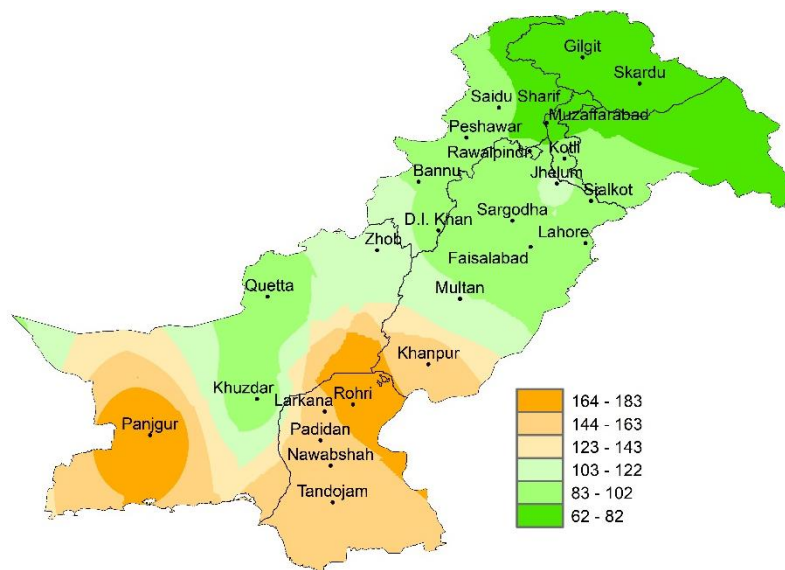 Gilgit
Skardu
Saidu Sharif
Muzaffarabad
Peshawar
Rawalpindi
Kotli
Bannu
Jhelum
Sialkot
D.I. Khan
Sargodha
Zhob
Lahore
Faisalabad
Quetta
Multan
Khanpur
Khuzdar
Larkana
Rohri
Panjgur
Padidan
Nawabshah
Tandojam
164 - 183
144 - 163
123 - 143
103 - 122
83 - 102
62 - 82